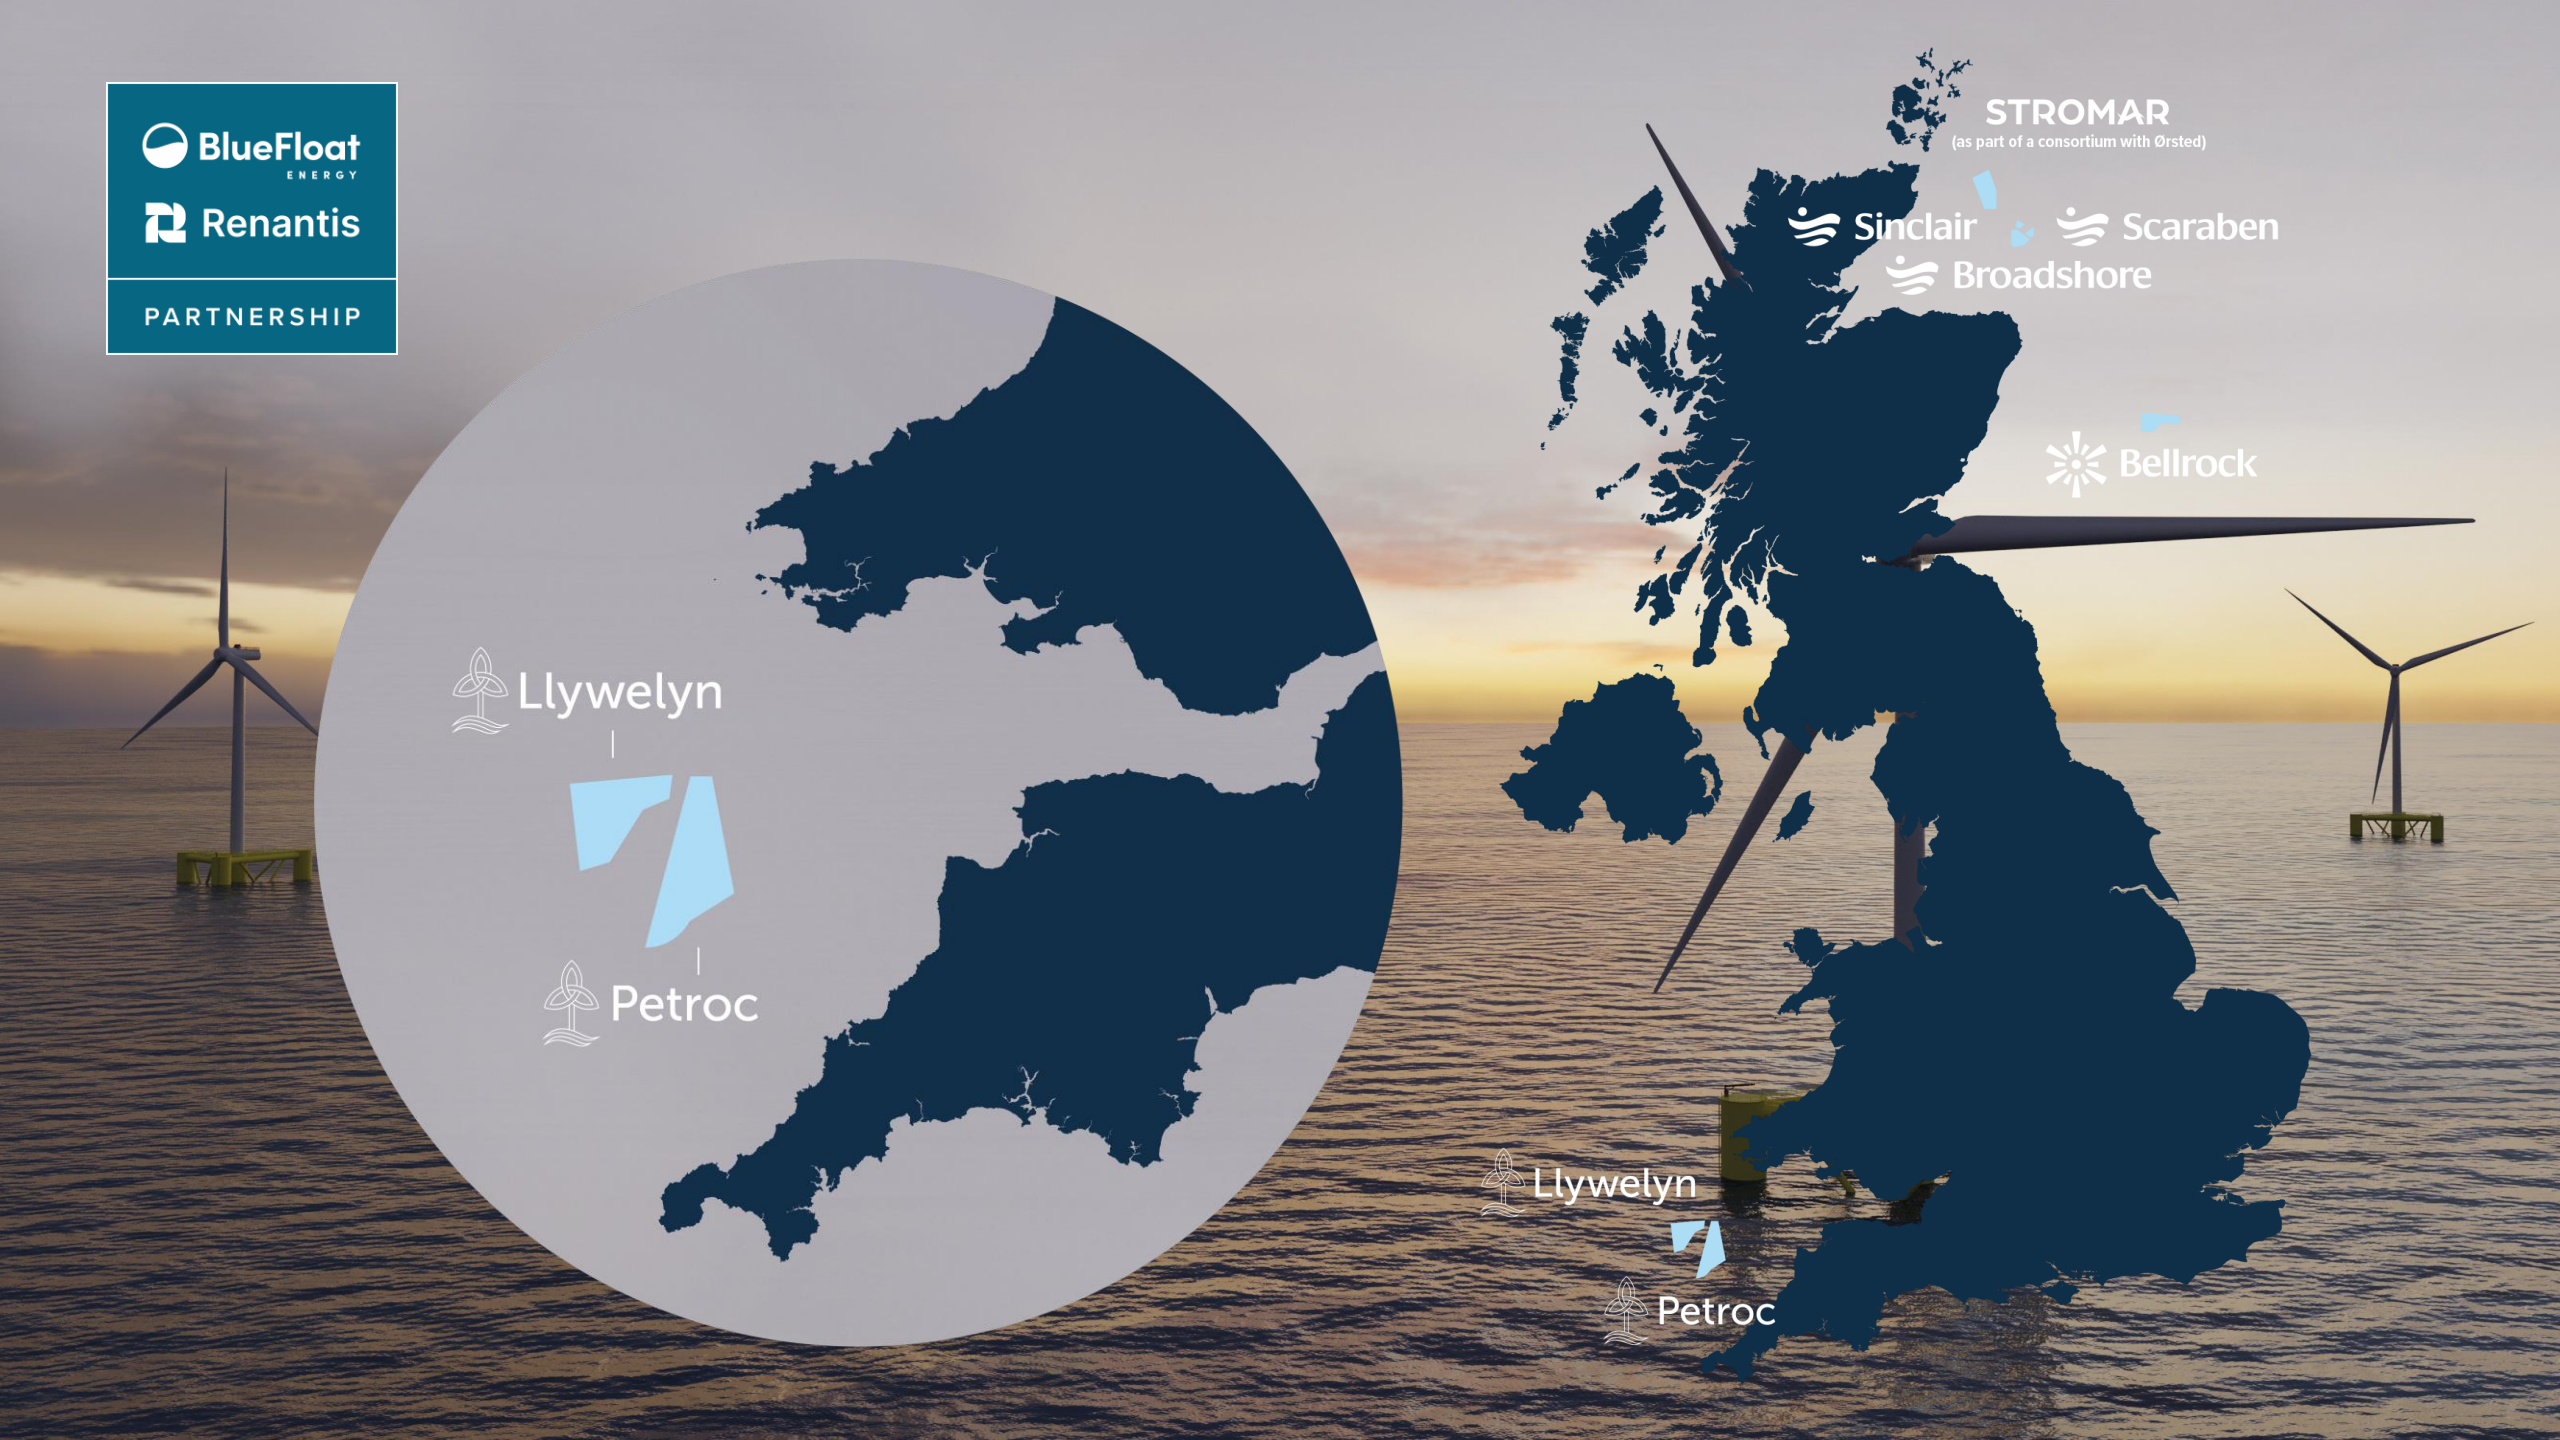 BlueFloat
ENERGY
Renantis
PARTNERSHIP
Llywelyn
Petroc
STROMAR
(as part of a consortium with Ørsted)
Sinclair
Scaraben
Broadshore
Bellrock
Llywelyn
Petroc